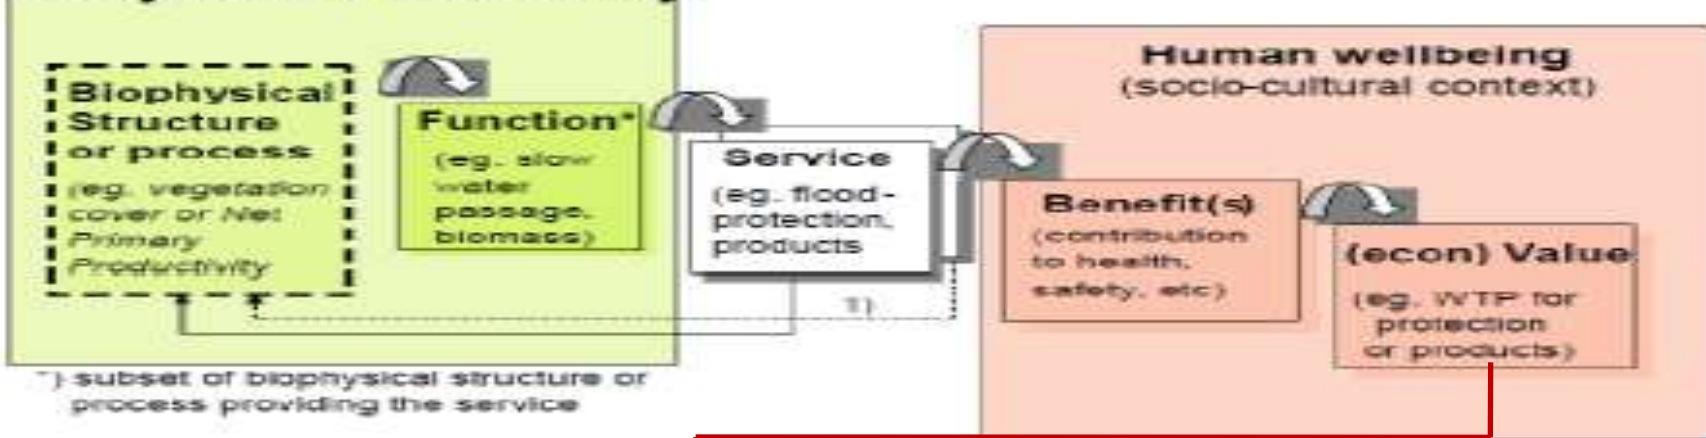 Biophysical
Structure
or process
(eg. vegetation
cover or Net
Primary
Productivity
Function*
(eg. slow
water
passage,
biomass)
Service
(eg. flood-
protection,
products
1)
Human wellbeing
(socio-cultural context)
Benefit(s)
(contribution
to health,
safety, etc)
(econ) Value
(eg. WTP for
protection
or products)
*) subset of biophysical structure or
process providing the service